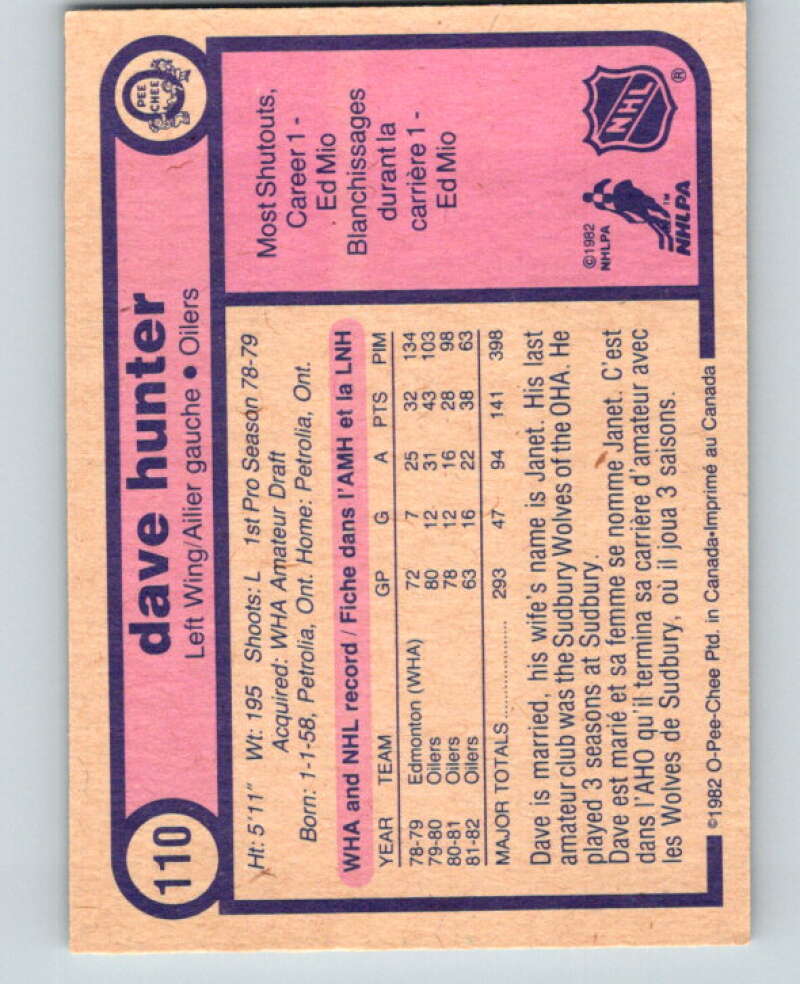 110
dave hunter
Left Wing/Ailier gauche • Oilers
O
PEE
CHEE
Ht: 5'11" Wt: 195 Shoots: L 1st Pro Season 78-79
Acquired: WHA Amateur Draft
Born: 1-1-58, Petrolia, Ont. Home: Petrolia, Ont.
WHA and NHL record / Fiche dans l'AMH et la LNH
YEAR TEAM GP G A PTS PIM
78-79 Edmonton (WHA) 72 7 25 32 134
79-80 Oilers 80 12 31 43 103
80-81 Oilers 78 12 16 28 98
81-82 Oilers 63 16 22 38 63
MAJOR TOTALS .................... 293 47 94 141 398
Dave is married, his wife's name is Janet. His last
amateur club was the Sudbury Wolves of the OHA. He
played 3 seasons at Sudbury.
Dave est marié et sa femme se nomme Janet. C'est
dans l'AHO qu'il termina sa carrière d'amateur avec
les Wolves de Sudbury, où il joua 3 saisons.
©1982 O-Pee-Chee Ptd. in Canada•Imprimé au Canada
Most Shutouts,
Career 1 -
Ed Mio
Blanchissages
durant la
carrière 1 -
Ed Mio
©1982
NHLPA
NHLPA™
NHL®